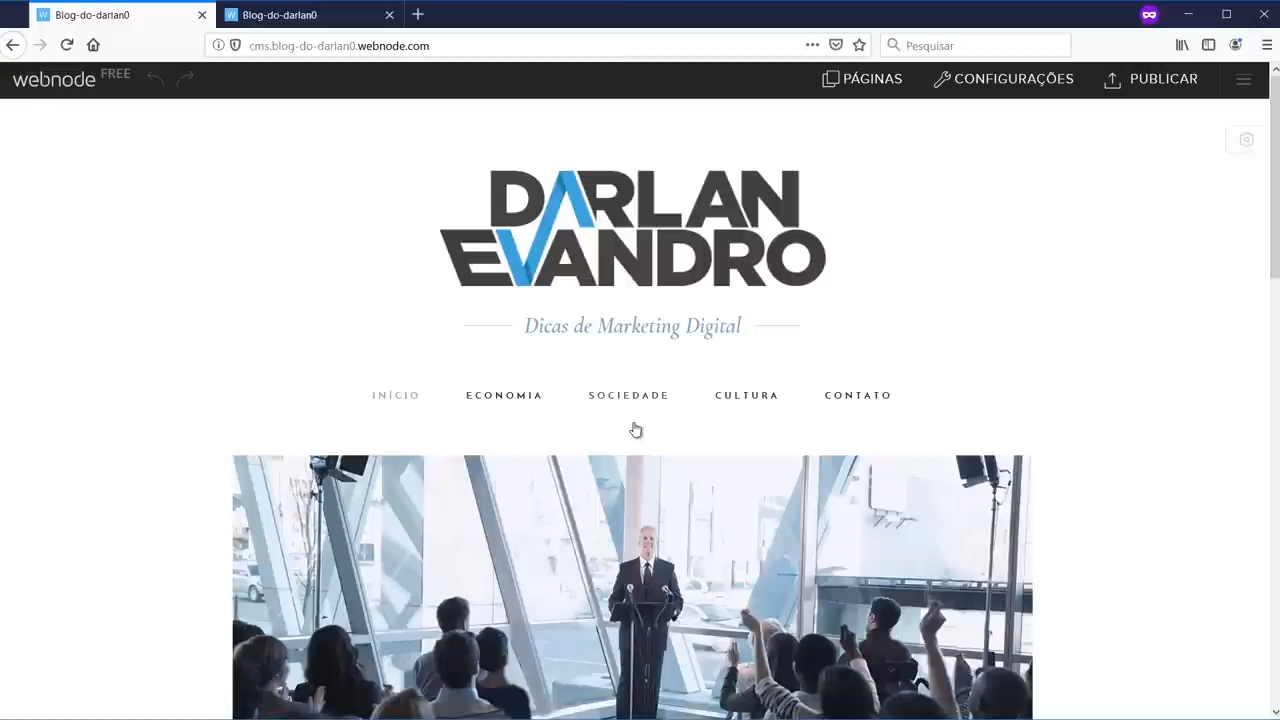 Blog-do-darlan0
Blog-do-darlan0
cms.blog-do-darlan0.webnode.com
Pesquisar
webnode FREE
PÁGINAS
CONFIGURAÇÕES
PUBLICAR
DARLAN
EVANDRO
Dicas de Marketing Digital
INÍCIO ECONOMIA SOCIEDADE CULTURA CONTATO